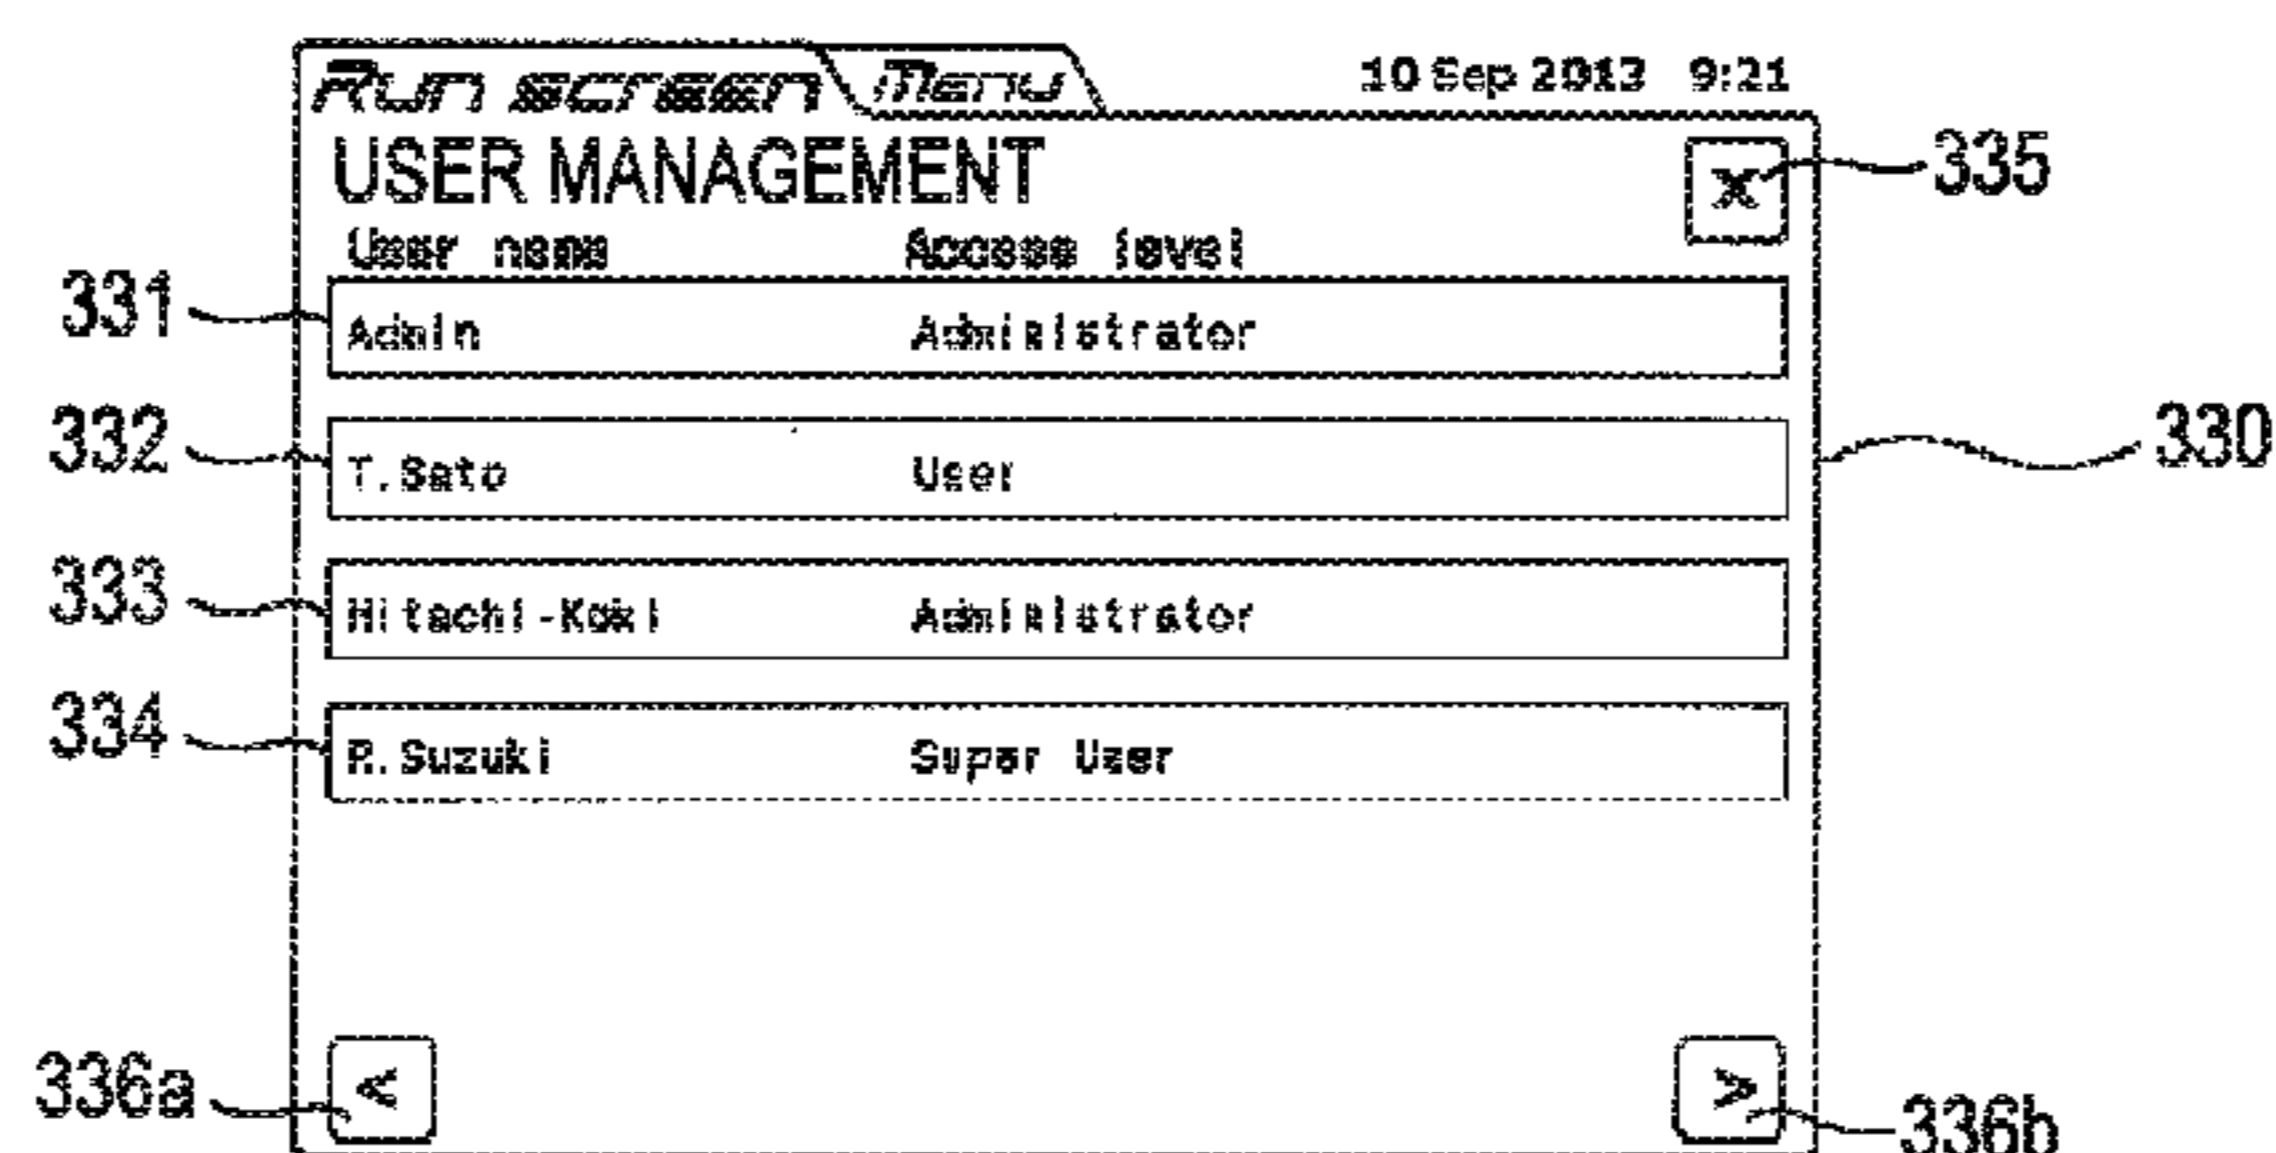 Run screen Menu 10 Sep 2013 9:21
USER MANAGEMENT x 335
User name Access level
331 Admin Administrator
332 T.Sato User 330
333 Hitachi-Koki Administrator
334 R.Suzuki Super User
336a < > 336b